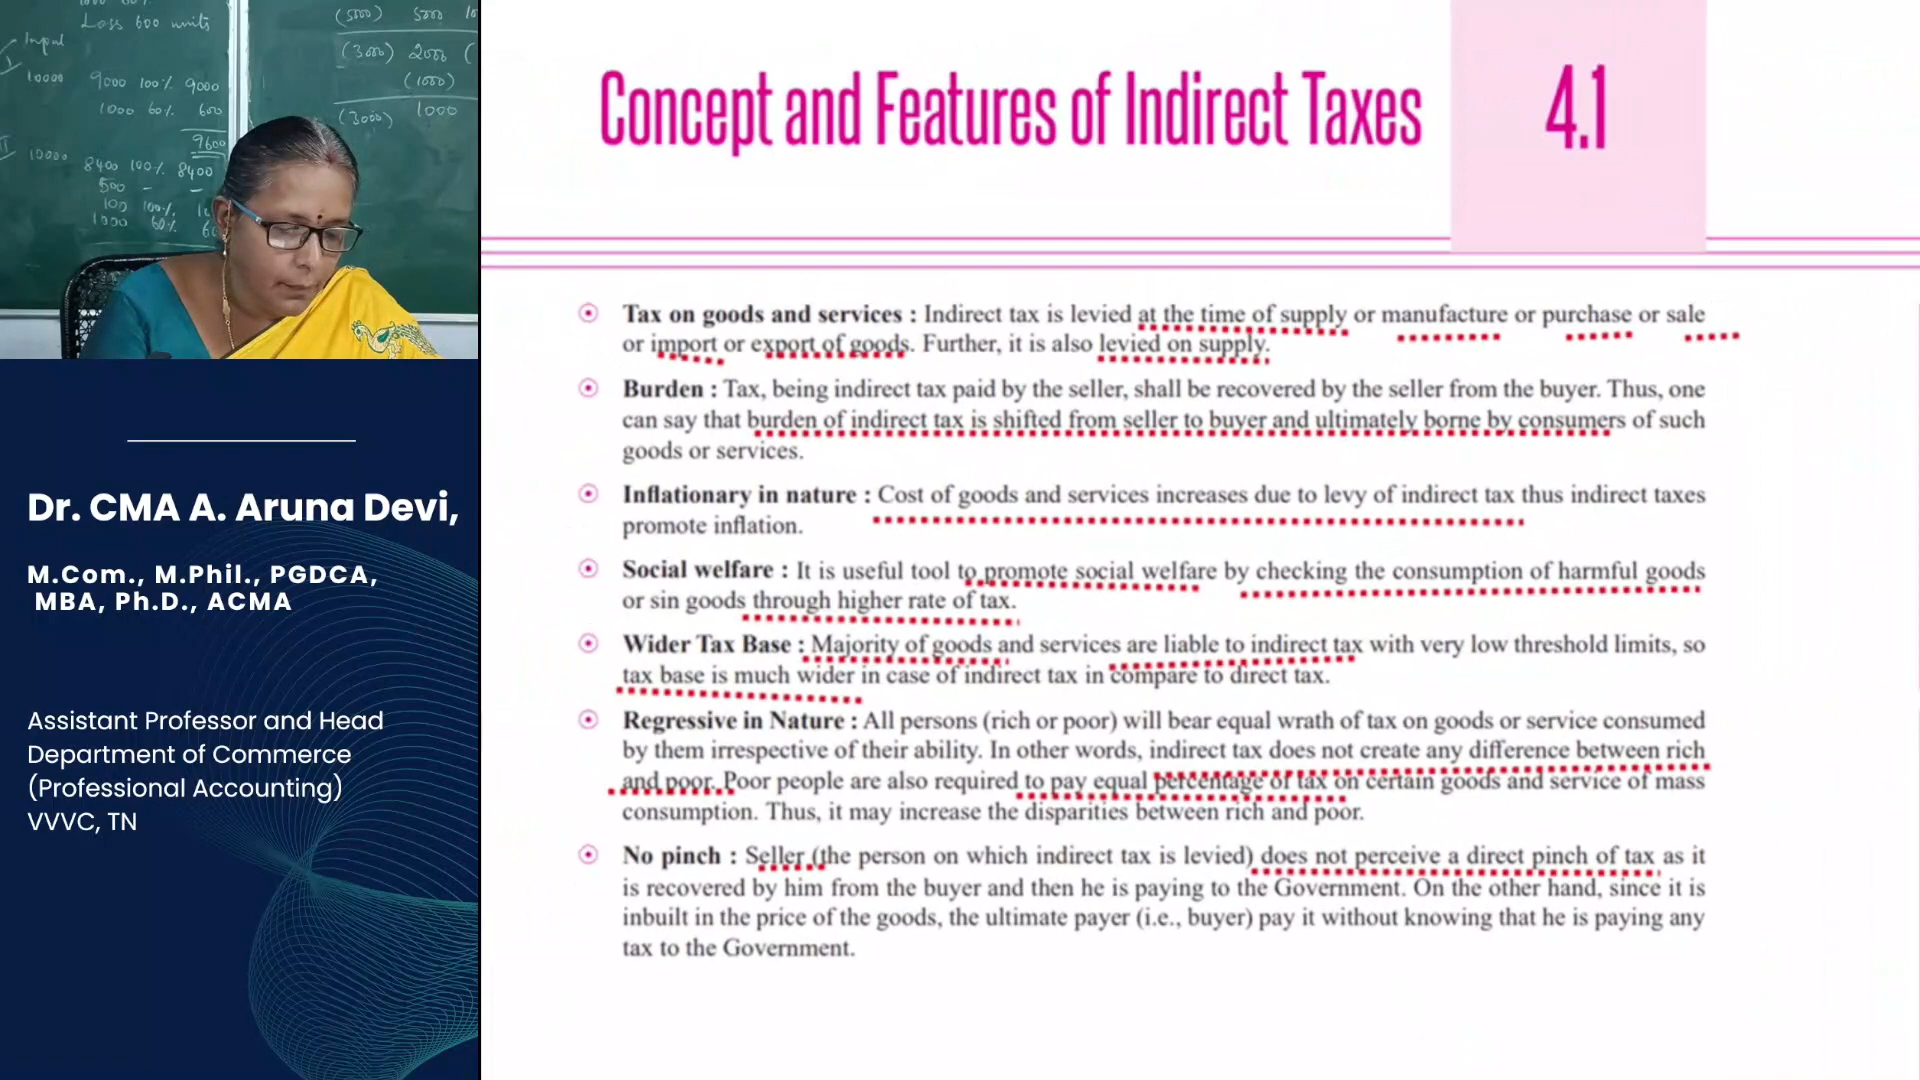 Loss 600 units
Input
10000 9000 100% 9000
1000 60% 600
9600
II 10000 8400 100% 8400
500 - -
100 100%
1000 60%
(5000) 5000
(3000) 2000 (
(1000)
(3000) 1000
Dr. CMA A. Aruna Devi,
M.Com., M.Phil., PGDCA,
MBA, Ph.D., ACMA
Assistant Professor and Head
Department of Commerce
(Professional Accounting)
VVVC, TN
Concept and Features of Indirect Taxes 4.1
Tax on goods and services : Indirect tax is levied at the time of supply or manufacture or purchase or sale
or import or export of goods. Further, it is also levied on supply.
Burden : Tax, being indirect tax paid by the seller, shall be recovered by the seller from the buyer. Thus, one
can say that burden of indirect tax is shifted from seller to buyer and ultimately borne by consumers of such
goods or services.
Inflationary in nature : Cost of goods and services increases due to levy of indirect tax thus indirect taxes
promote inflation.
Social welfare : It is useful tool to promote social welfare by checking the consumption of harmful goods
or sin goods through higher rate of tax.
Wider Tax Base : Majority of goods and services are liable to indirect tax with very low threshold limits, so
tax base is much wider in case of indirect tax in compare to direct tax.
Regressive in Nature : All persons (rich or poor) will bear equal wrath of tax on goods or service consumed
by them irrespective of their ability. In other words, indirect tax does not create any difference between rich
and poor. Poor people are also required to pay equal percentage of tax on certain goods and service of mass
consumption. Thus, it may increase the disparities between rich and poor.
No pinch : Seller (the person on which indirect tax is levied) does not perceive a direct pinch of tax as it
is recovered by him from the buyer and then he is paying to the Government. On the other hand, since it is
inbuilt in the price of the goods, the ultimate payer (i.e., buyer) pay it without knowing that he is paying any
tax to the Government.